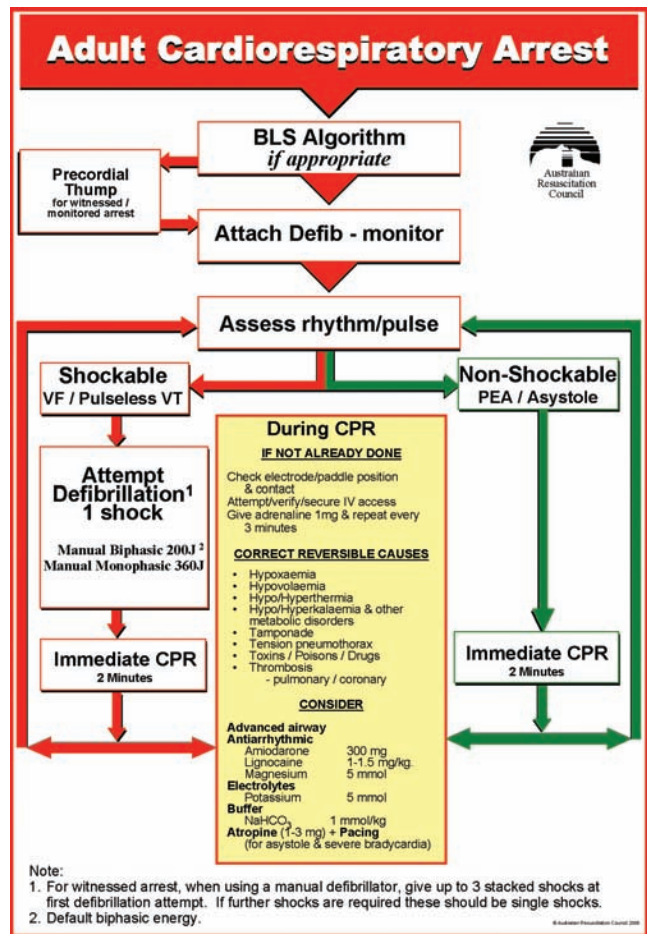 Adult Cardiorespiratory Arrest
BLS Algorithm
if appropriate
Precordial
Thump
for witnessed /
monitored arrest
Australian
Resuscitation
Council
Attach Defib - monitor
Assess rhythm/pulse
Shockable
VF / Pulseless VT
Non-Shockable
PEA / Asystole
Attempt
Defibrillation¹
1 shock
Manual Biphasic 200J ²
Manual Monophasic 360J
Immediate CPR
2 Minutes
During CPR
IF NOT ALREADY DONE
Check electrode/paddle position
& contact
Attempt/verify/secure IV access
Give adrenaline 1mg & repeat every
3 minutes
CORRECT REVERSIBLE CAUSES
• Hypoxaemia
• Hypovolaemia
• Hypo/Hyperthermia
• Hypo/Hyperkalaemia & other
metabolic disorders
• Tamponade
• Tension pneumothorax
• Toxins / Poisons / Drugs
• Thrombosis
- pulmonary / coronary
CONSIDER
Advanced airway
Antiarrhythmic
Amiodarone 300 mg
Lignocaine 1-1.5 mg/kg.
Magnesium 5 mmol
Electrolytes
Potassium 5 mmol
Buffer
NaHCO₃ 1 mmol/kg
Atropine (1-3 mg) + Pacing
(for asystole & severe bradycardia)
Immediate CPR
2 Minutes
Note:
1. For witnessed arrest, when using a manual defibrillator, give up to 3 stacked shocks at
first defibrillation attempt. If further shocks are required these should be single shocks.
2. Default biphasic energy.
© Australian Resuscitation Council